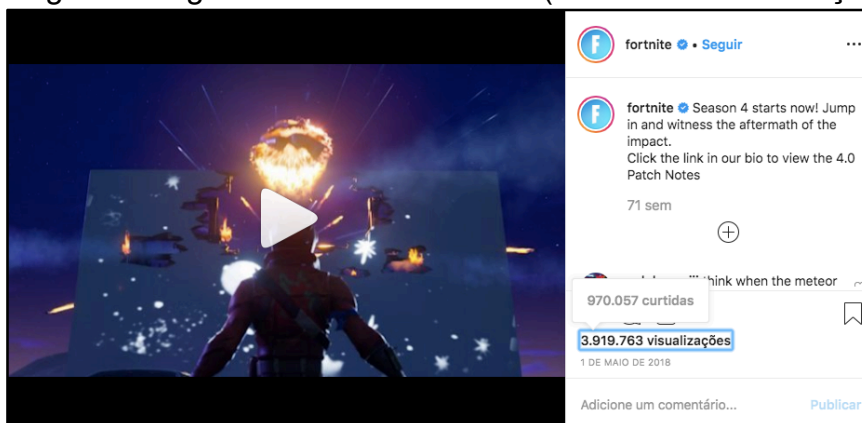 fortnite • Seguir
fortnite Season 4 starts now! Jump
in and witness the aftermath of the
impact.
Click the link in our bio to view the 4.0
Patch Notes
71 sem
think when the meteor
970.057 curtidas
3.919.763 visualizações
1 DE MAIO DE 2018
Adicione um comentário... Publicar